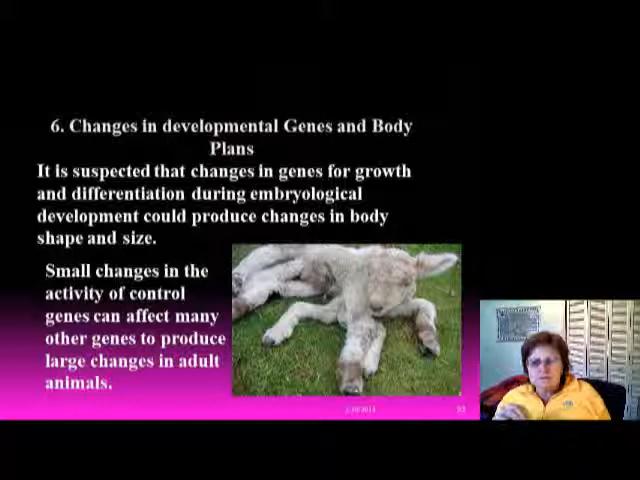 6. Changes in developmental Genes and Body
Plans
It is suspected that changes in genes for growth
and differentiation during embryological
development could produce changes in body
shape and size.
Small changes in the
activity of control
genes can affect many
other genes to produce
large changes in adult
animals.